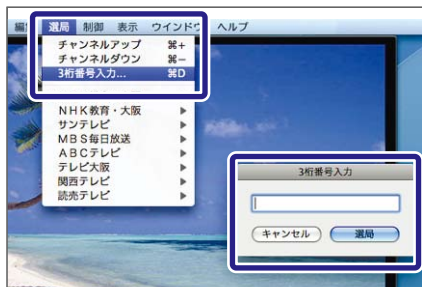 選局 制御 表示 ウインドウ ヘルプ
チャンネルアップ ⌘+
チャンネルダウン ⌘−
3桁番号入力... ⌘D
NHK教育・大阪
サンテレビ
MBS毎日放送
ABCテレビ
テレビ大阪
関西テレビ
読売テレビ
3桁番号入力
キャンセル 選局